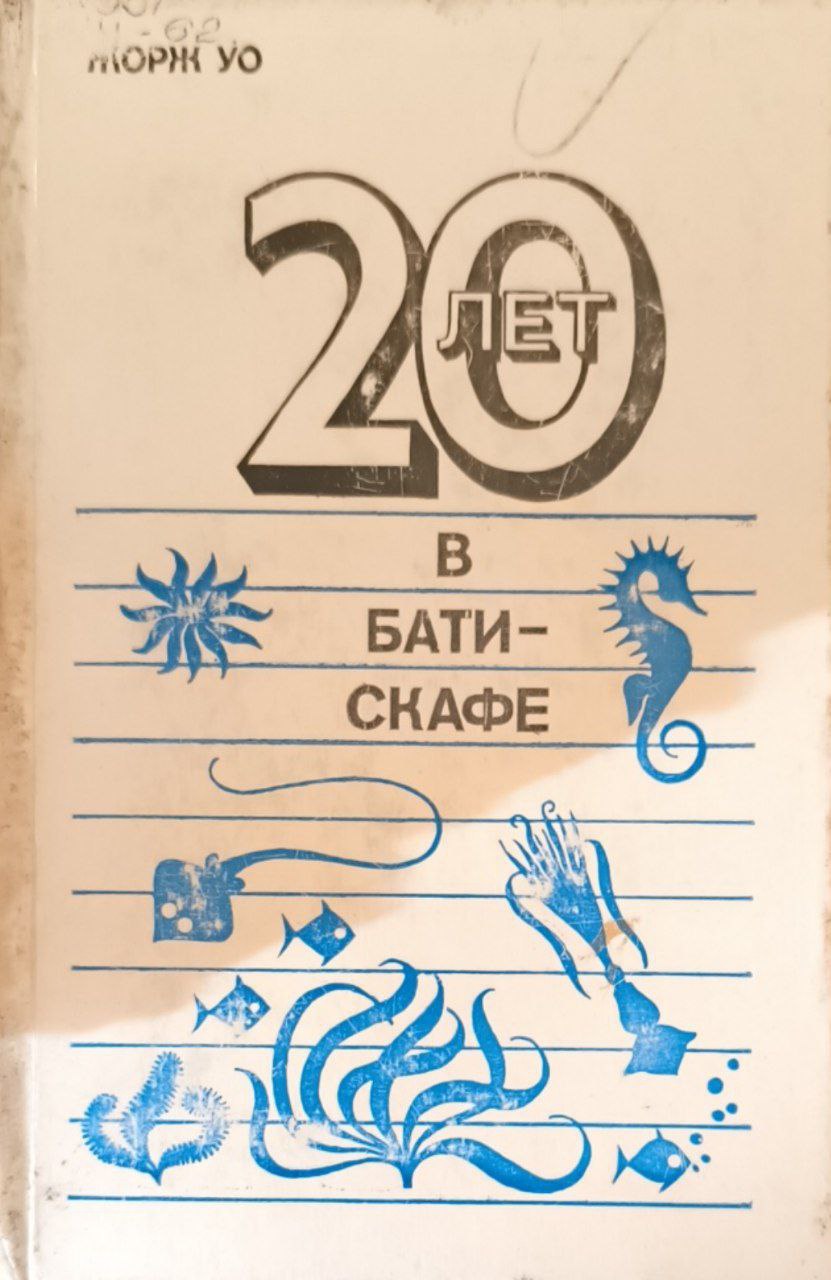 ЖОРЖ УО
20
ЛЕТ
В
БАТИ-
СКАФЕ